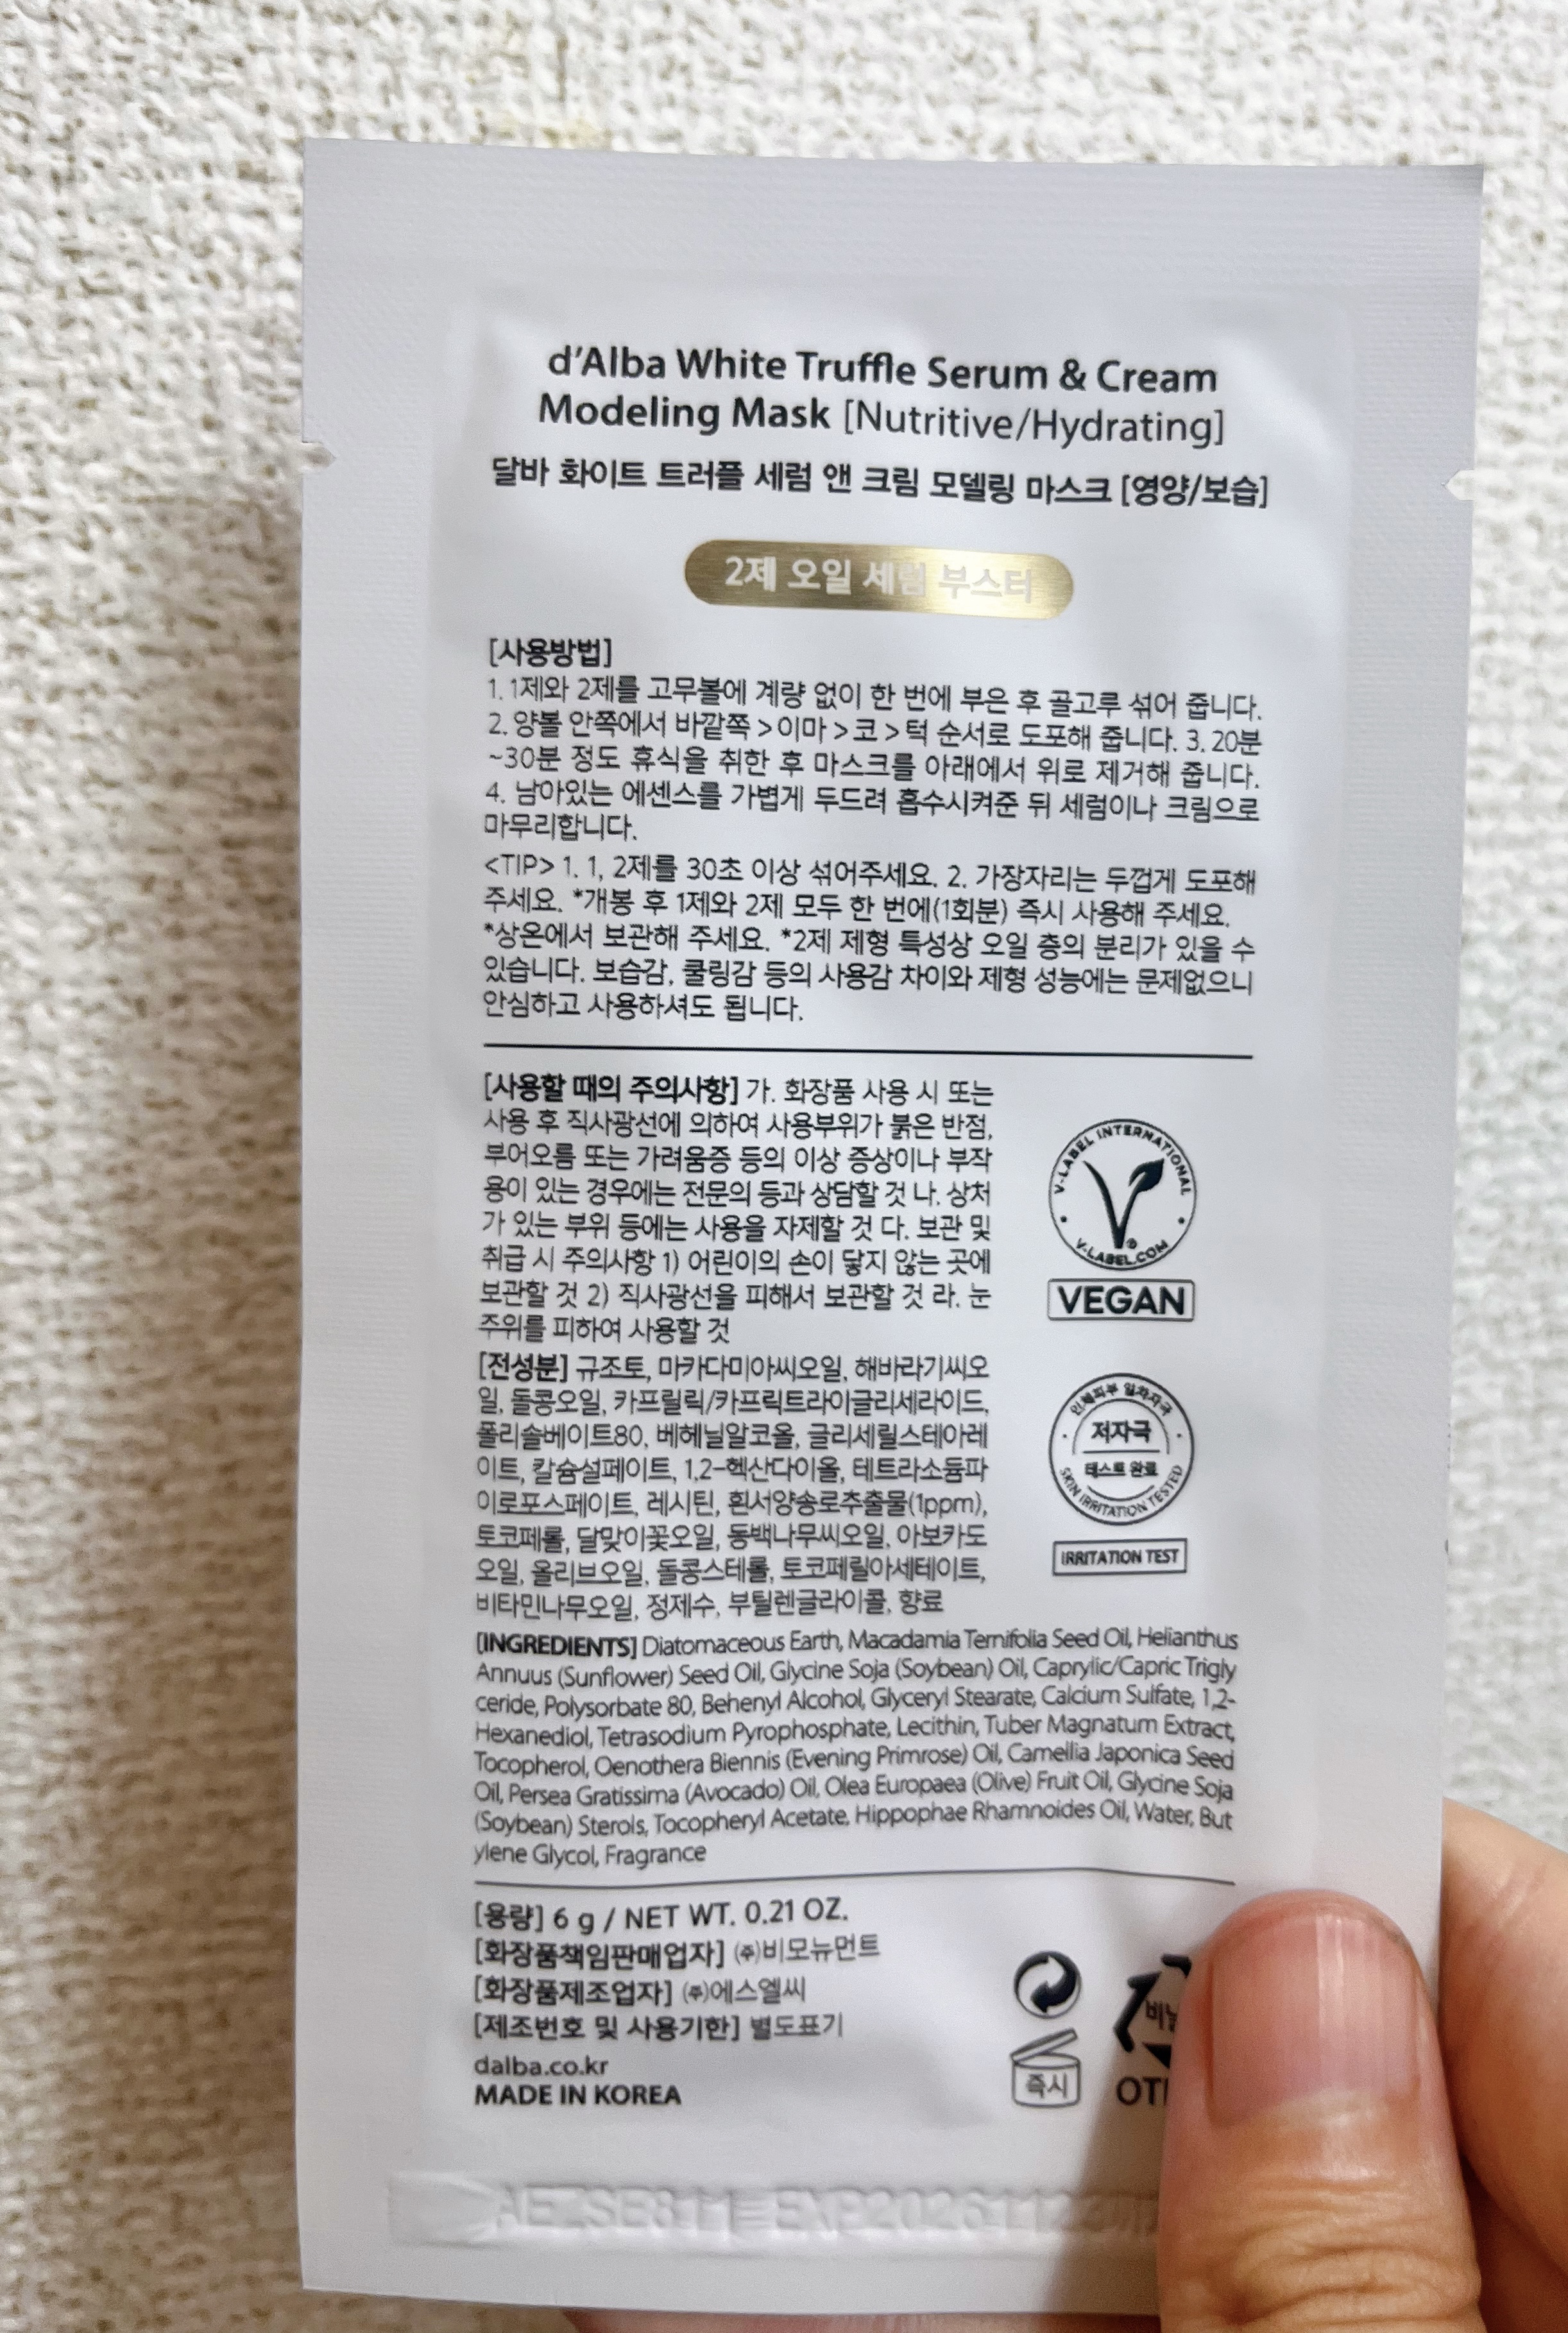 d'Alba White Truffle Serum & Cream
Modeling Mask [Nutritive/Hydrating]
달바 화이트 트러플 세럼 앤 크림 모델링 마스크 [영양/보습]
2제 오일 세럼 부스터
[사용방법]
1. 1제와 2제를 고무볼에 계량 없이 한 번에 부은 후 골고루 섞어 줍니다.
2. 양볼 안쪽에서 바깥쪽 > 이마 > 코 > 턱 순서로 도포해 줍니다. 3. 20분
~30분 정도 휴식을 취한 후 마스크를 아래에서 위로 제거해 줍니다.
4. 남아있는 에센스를 가볍게 두드려 흡수시켜준 뒤 세럼이나 크림으로
마무리합니다.
<TIP> 1. 1, 2제를 30초 이상 섞어주세요. 2. 가장자리는 두껍게 도포해
주세요. *개봉 후 1제와 2제 모두 한 번에(1회분) 즉시 사용해 주세요.
*상온에서 보관해 주세요. *2제 제형 특성상 오일 층의 분리가 있을 수
있습니다. 보습감, 쿨링감 등의 사용감 차이와 제형 성능에는 문제없으니
안심하고 사용하셔도 됩니다.
[사용할 때의 주의사항] 가. 화장품 사용 시 또는
사용 후 직사광선에 의하여 사용부위가 붉은 반점,
부어오름 또는 가려움증 등의 이상 증상이나 부작
용이 있는 경우에는 전문의 등과 상담할 것 나. 상처
가 있는 부위 등에는 사용을 자제할 것 다. 보관 및
취급 시 주의사항 1) 어린이의 손이 닿지 않는 곳에
보관할 것 2) 직사광선을 피해서 보관할 것 라. 눈
주위를 피하여 사용할 것
V-LABEL INTERNATIONAL
V-LABEL.COM
VEGAN
[전성분] 규조토, 마카다미아씨오일, 해바라기씨오
일, 돌콩오일, 카프릴릭/카프릭트라이글리세라이드,
폴리솔베이트80, 베헤닐알코올, 글리세릴스테아레
이트, 칼슘설페이트, 1,2-헥산다이올, 테트라소듐파
이로포스페이트, 레시틴, 흰서양송로추출물(1ppm),
토코페롤, 달맞이꽃오일, 동백나무씨오일, 아보카도
오일, 올리브오일, 돌콩스테롤, 토코페릴아세테이트,
비타민나무오일, 정제수, 부틸렌글라이콜, 향료
인체피부 일차자극
저자극
테스트 완료
SKIN IRRITATION TESTED
IRRITATION TEST
[INGREDIENTS] Diatomaceous Earth, Macadamia Ternifolia Seed Oil, Helianthus
Annuus (Sunflower) Seed Oil, Glycine Soja (Soybean) Oil, Caprylic/Capric Trigly
ceride, Polysorbate 80, Behenyl Alcohol, Glyceryl Stearate, Calcium Sulfate, 1,2-
Hexanediol, Tetrasodium Pyrophosphate, Lecithin, Tuber Magnatum Extract,
Tocopherol, Oenothera Biennis (Evening Primrose) Oil, Camellia Japonica Seed
Oil, Persea Gratissima (Avocado) Oil, Olea Europaea (Olive) Fruit Oil, Glycine Soja
(Soybean) Sterols, Tocopheryl Acetate, Hippophae Rhamnoides Oil, Water, But
ylene Glycol, Fragrance
[용량] 6 g / NET WT. 0.21 OZ.
[화장품책임판매업자] ㈜비모뉴먼트
[화장품제조업자] ㈜에스엘씨
[제조번호 및 사용기한] 별도표기
dalba.co.kr
MADE IN KOREA
즉시